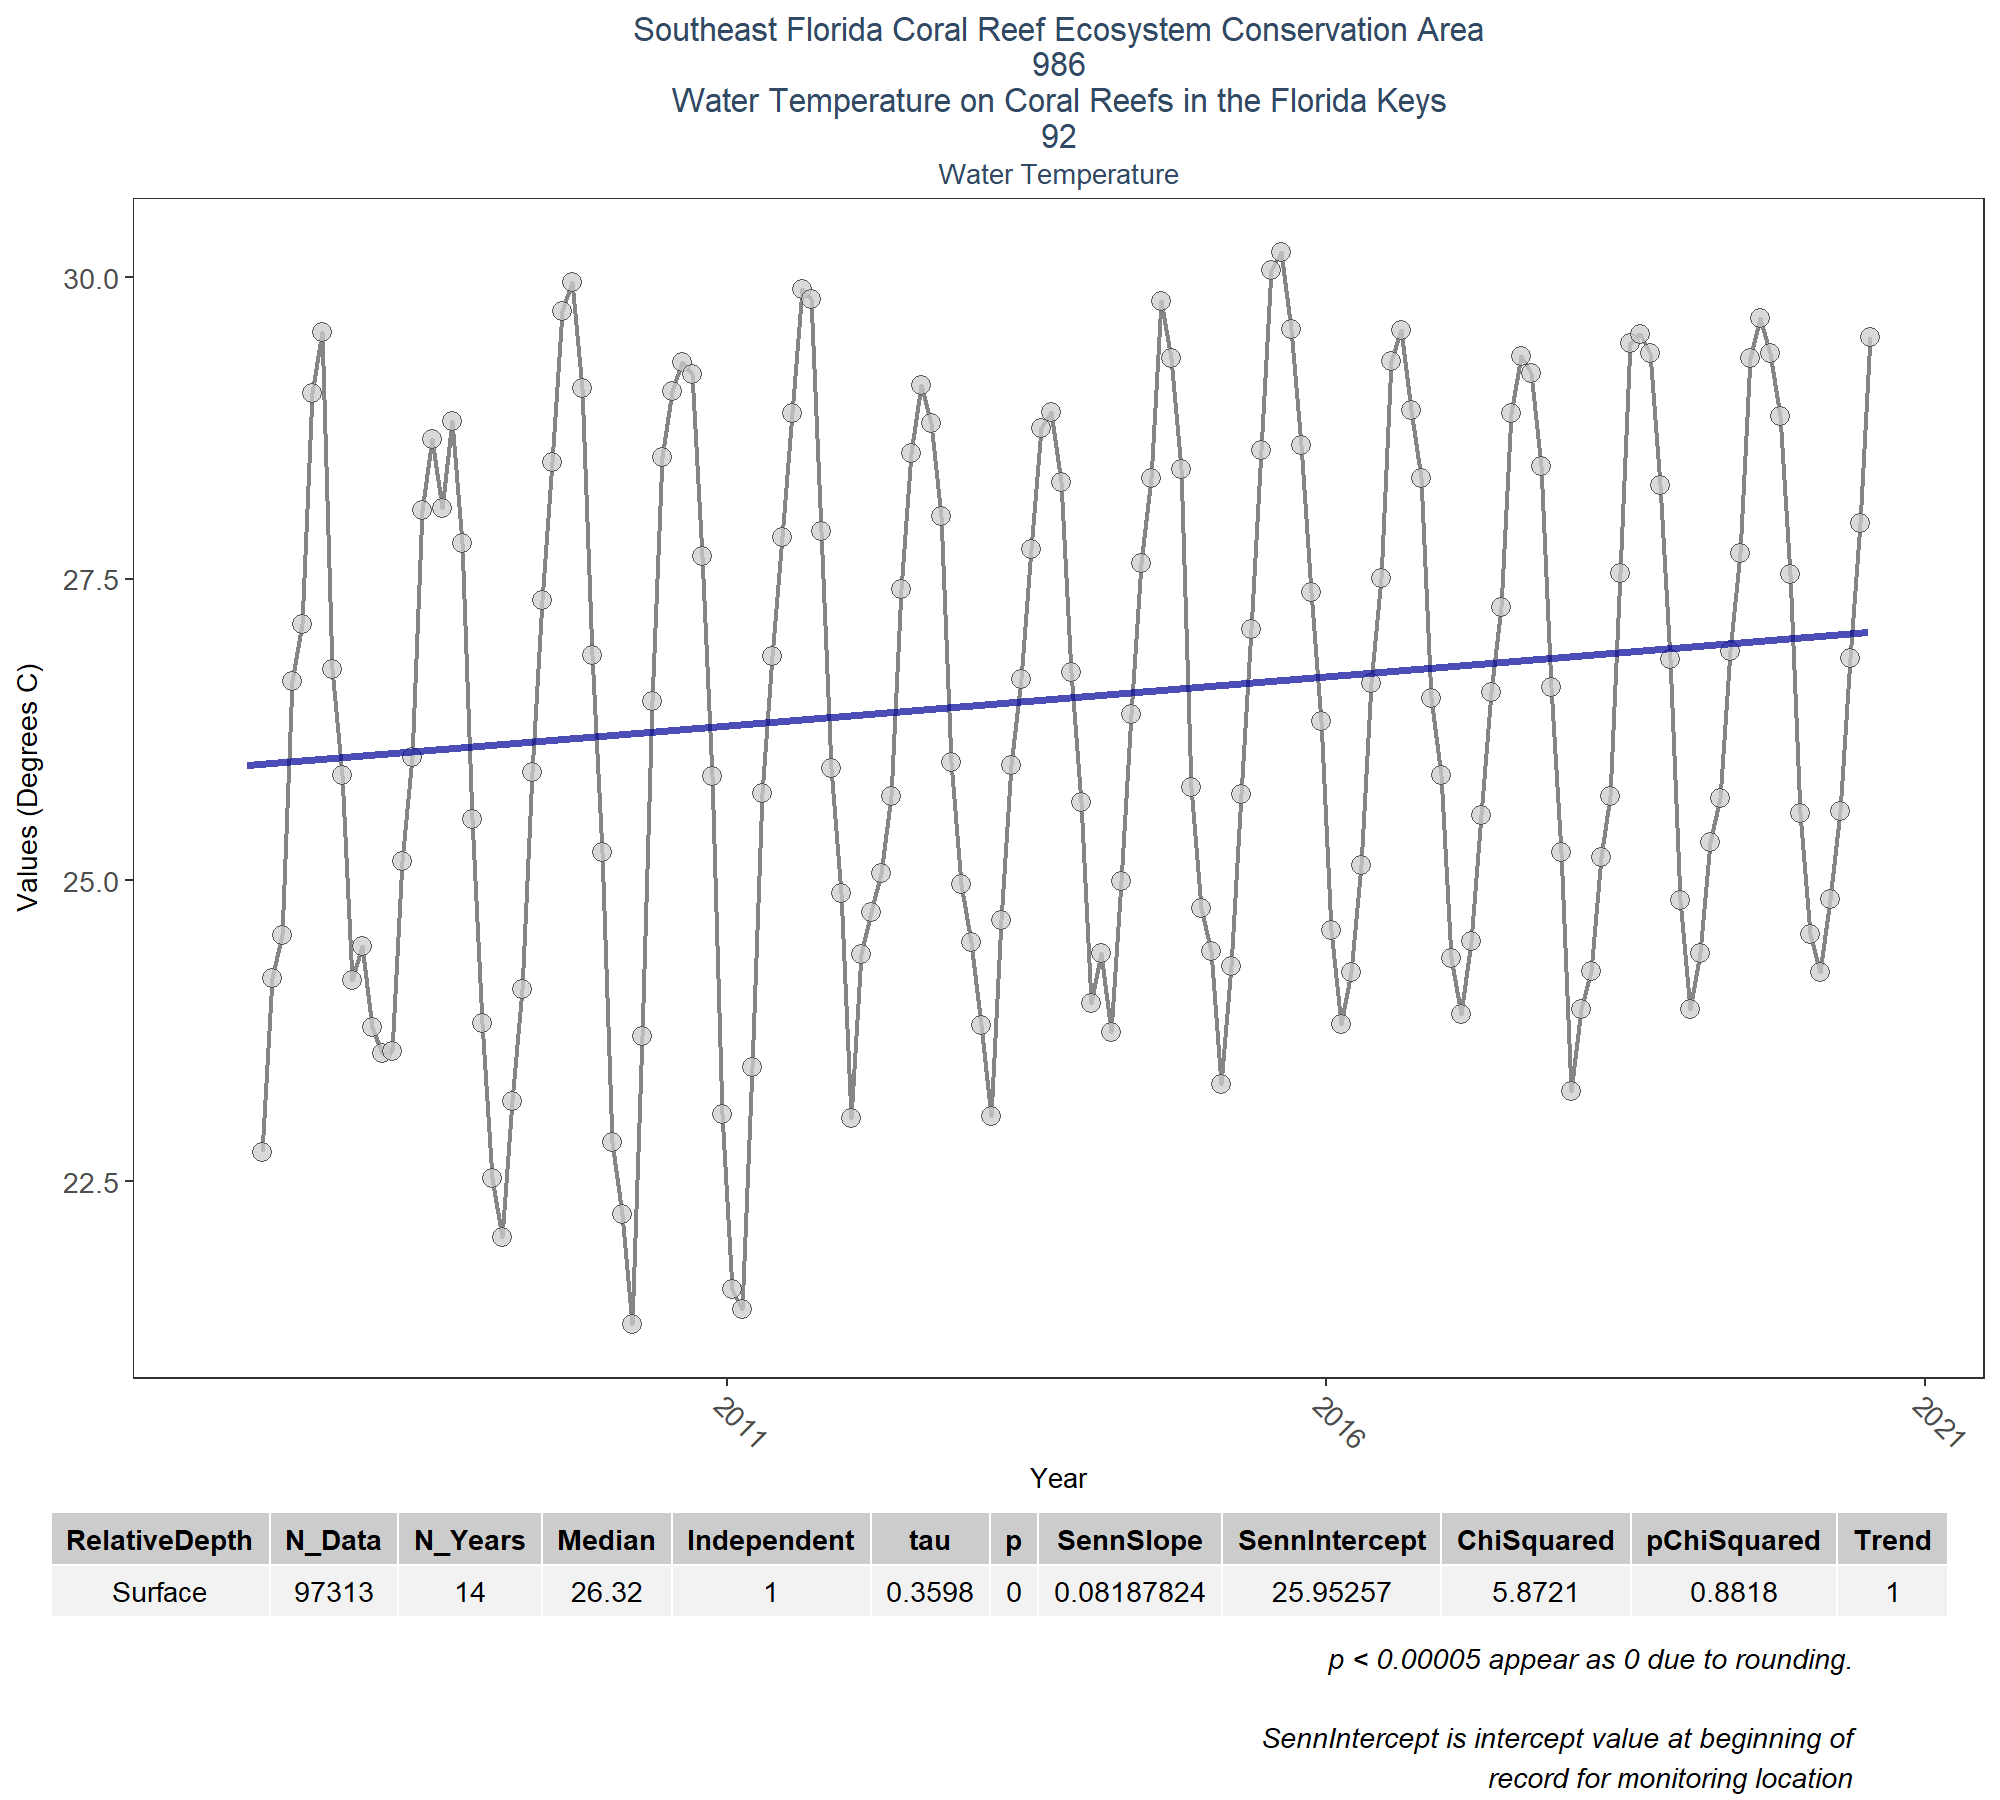 Southeast Florida Coral Reef Ecosystem Conservation Area
986
Water Temperature on Coral Reefs in the Florida Keys
92
Water Temperature
30.0
27.5
25.0
22.5
Values (Degrees C)
2011
2016
2021
Year
RelativeDepth N_Data N_Years Median Independent tau p SennSlope SennIntercept ChiSquared pChiSquared Trend
Surface 97313 14 26.32 1 0.3598 0 0.08187824 25.95257 5.8721 0.8818 1
p < 0.00005 appear as 0 due to rounding.
SennIntercept is intercept value at beginning of
record for monitoring location